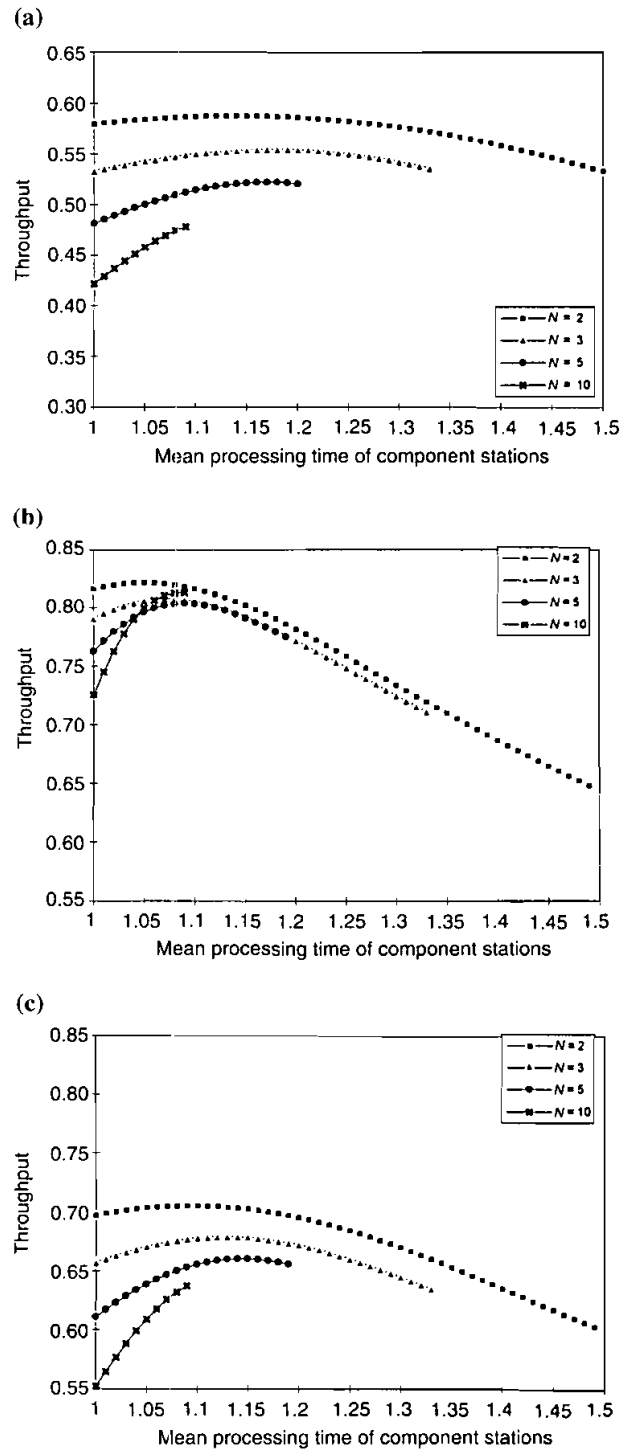 (a)
0.65
0.60
0.55
0.50
0.45
0.40
0.35
0.30
Throughput
N = 2
N = 3
N = 5
N = 10
1 1.05 1.1 1.15 1.2 1.25 1.3 1.35 1.4 1.45 1.5
Mean processing time of component stations
(b)
0.85
0.80
0.75
0.70
0.65
0.60
0.55
Throughput
N = 2
N = 3
N = 5
N = 10
1 1.05 1.1 1.15 1.2 1.25 1.3 1.35 1.4 1.45 1.5
Mean processing time of component stations
(c)
0.85
0.80
0.75
0.70
0.65
0.60
0.55
Throughput
N = 2
N = 3
N = 5
N = 10
1 1.05 1.1 1.15 1.2 1.25 1.3 1.35 1.4 1.45 1.5
Mean processing time of component stations